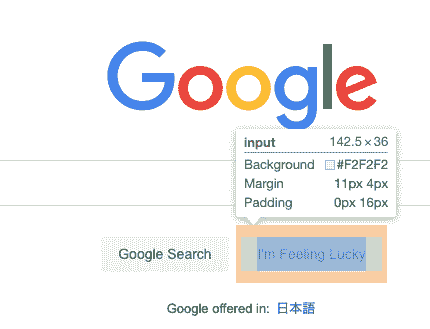 Google
input 142.5 × 36
Background #F2F2F2
Margin 11px 4px
Padding 0px 16px
Google Search I'm Feeling Lucky
Google offered in: 日本語